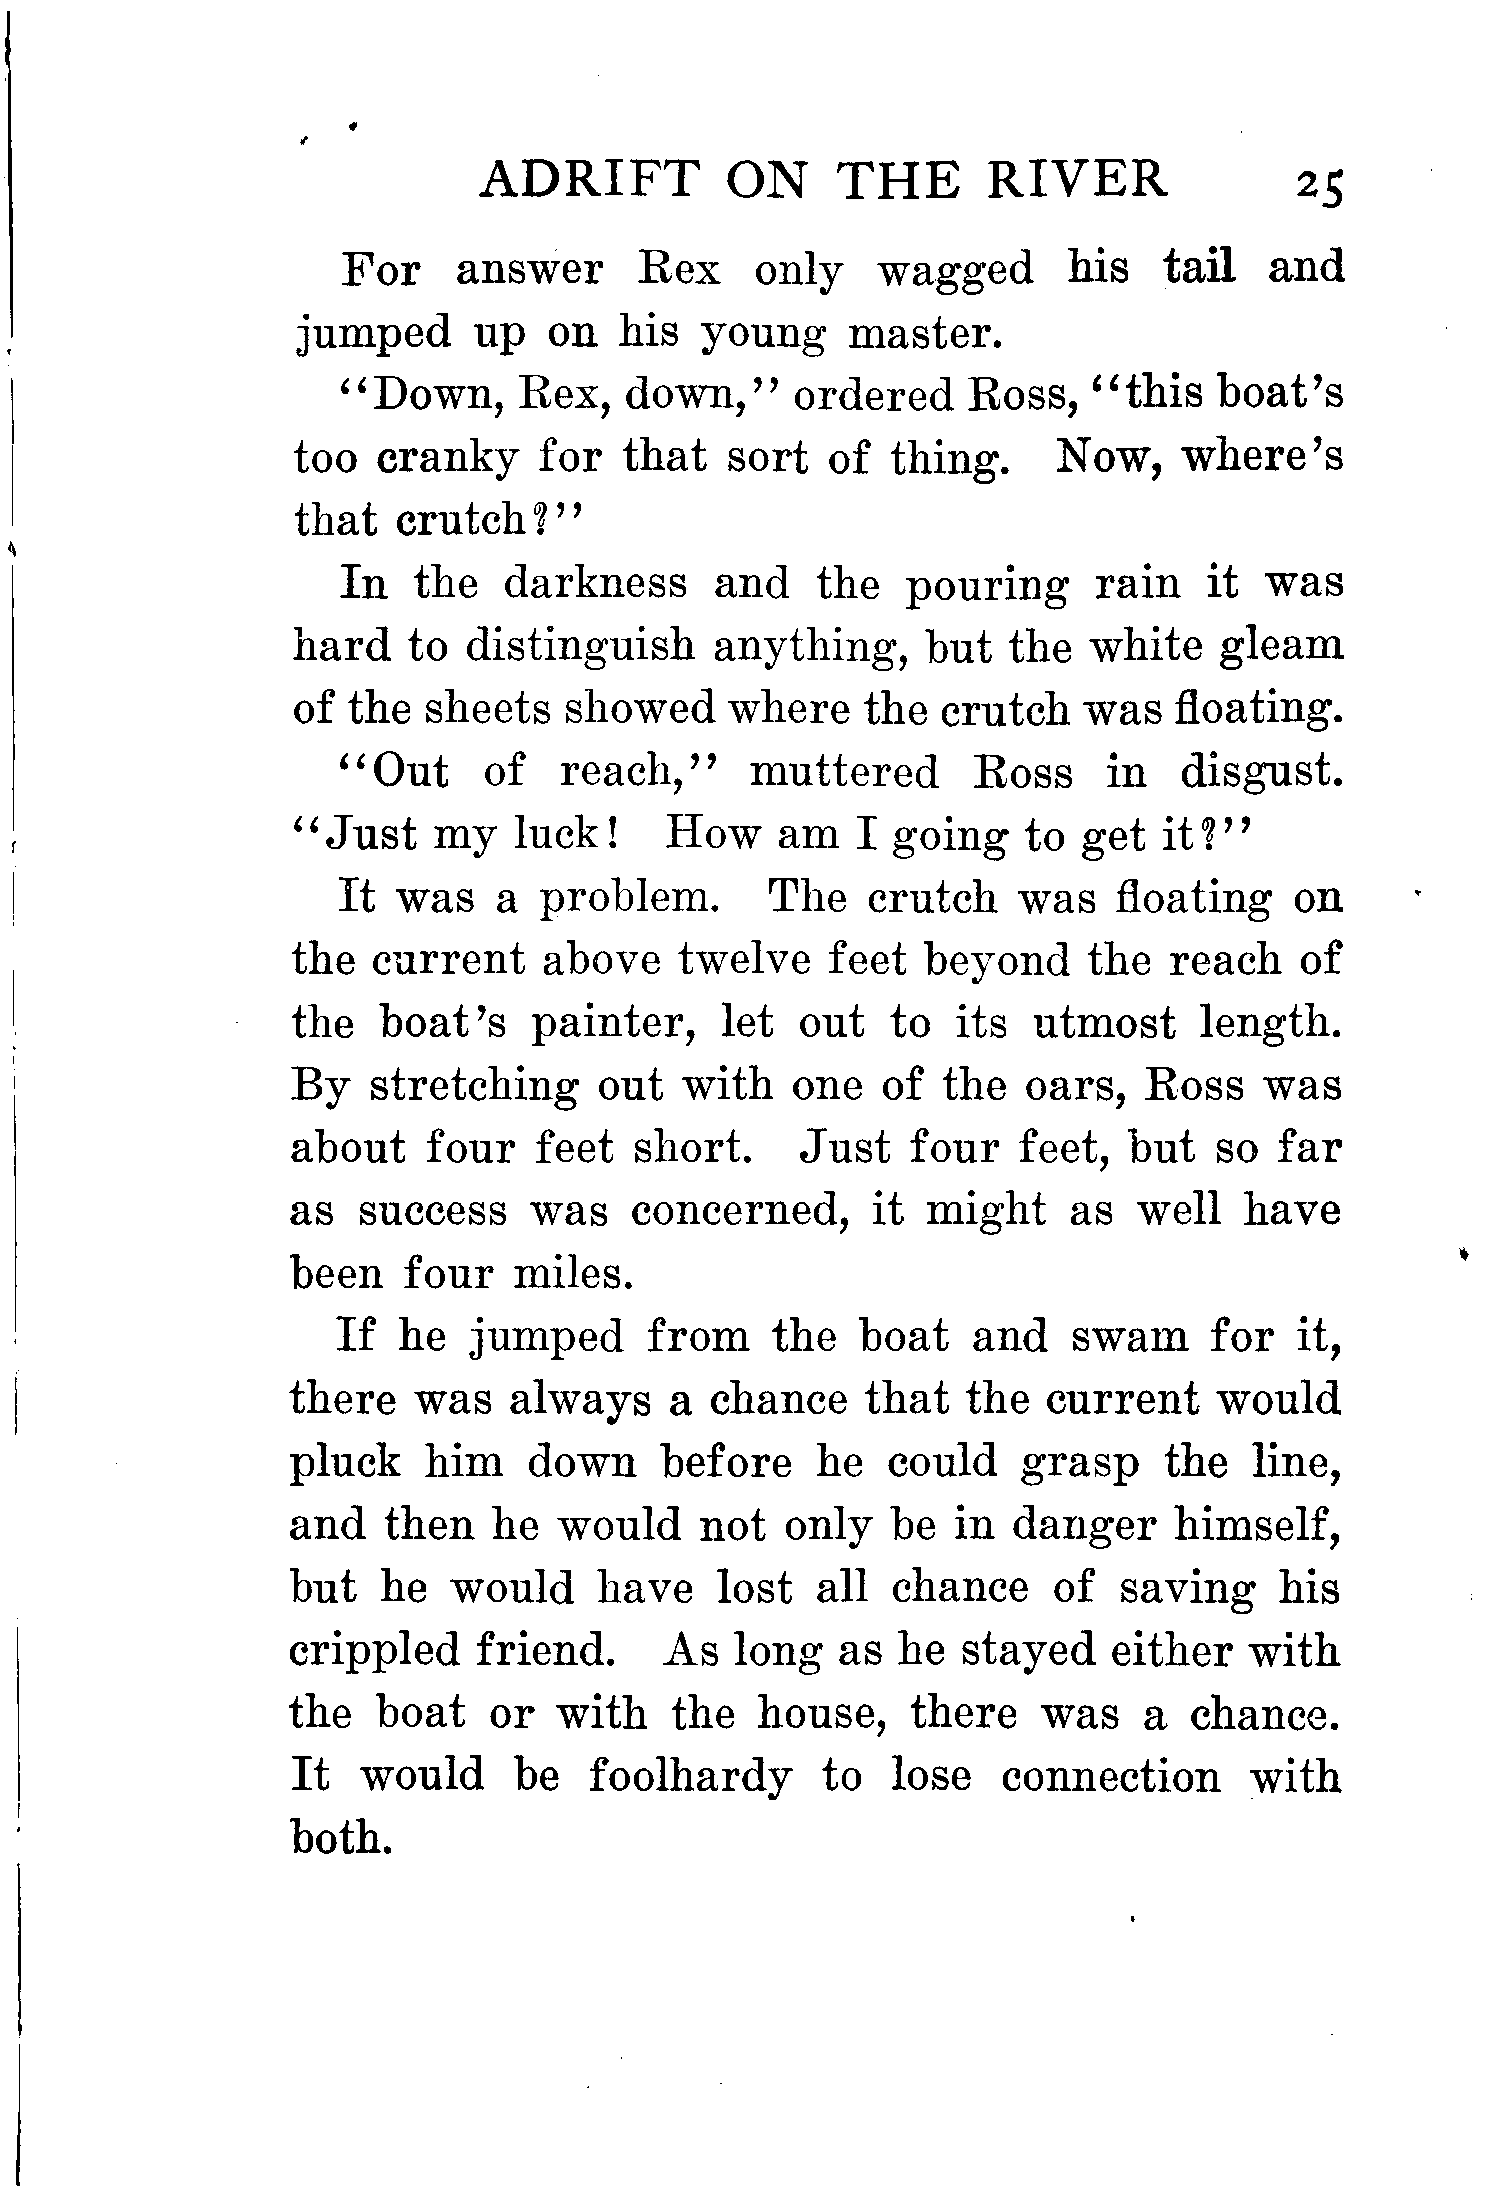 ADRIFT ON THE RIVER 25
For answer Rex only wagged his tail and
jumped up on his young master.
"Down, Rex, down," ordered Ross, "this boat's
too cranky for that sort of thing. Now, where's
that crutch?"
In the darkness and the pouring rain it was
hard to distinguish anything, but the white gleam
of the sheets showed where the crutch was floating.
"Out of reach," muttered Ross in disgust.
"Just my luck! How am I going to get it?"
It was a problem. The crutch was floating on
the current above twelve feet beyond the reach of
the boat's painter, let out to its utmost length.
By stretching out with one of the oars, Ross was
about four feet short. Just four feet, but so far
as success was concerned, it might as well have
been four miles.
If he jumped from the boat and swam for it,
there was always a chance that the current would
pluck him down before he could grasp the line,
and then he would not only be in danger himself,
but he would have lost all chance of saving his
crippled friend. As long as he stayed either with
the boat or with the house, there was a chance.
It would be foolhardy to lose connection with
both.